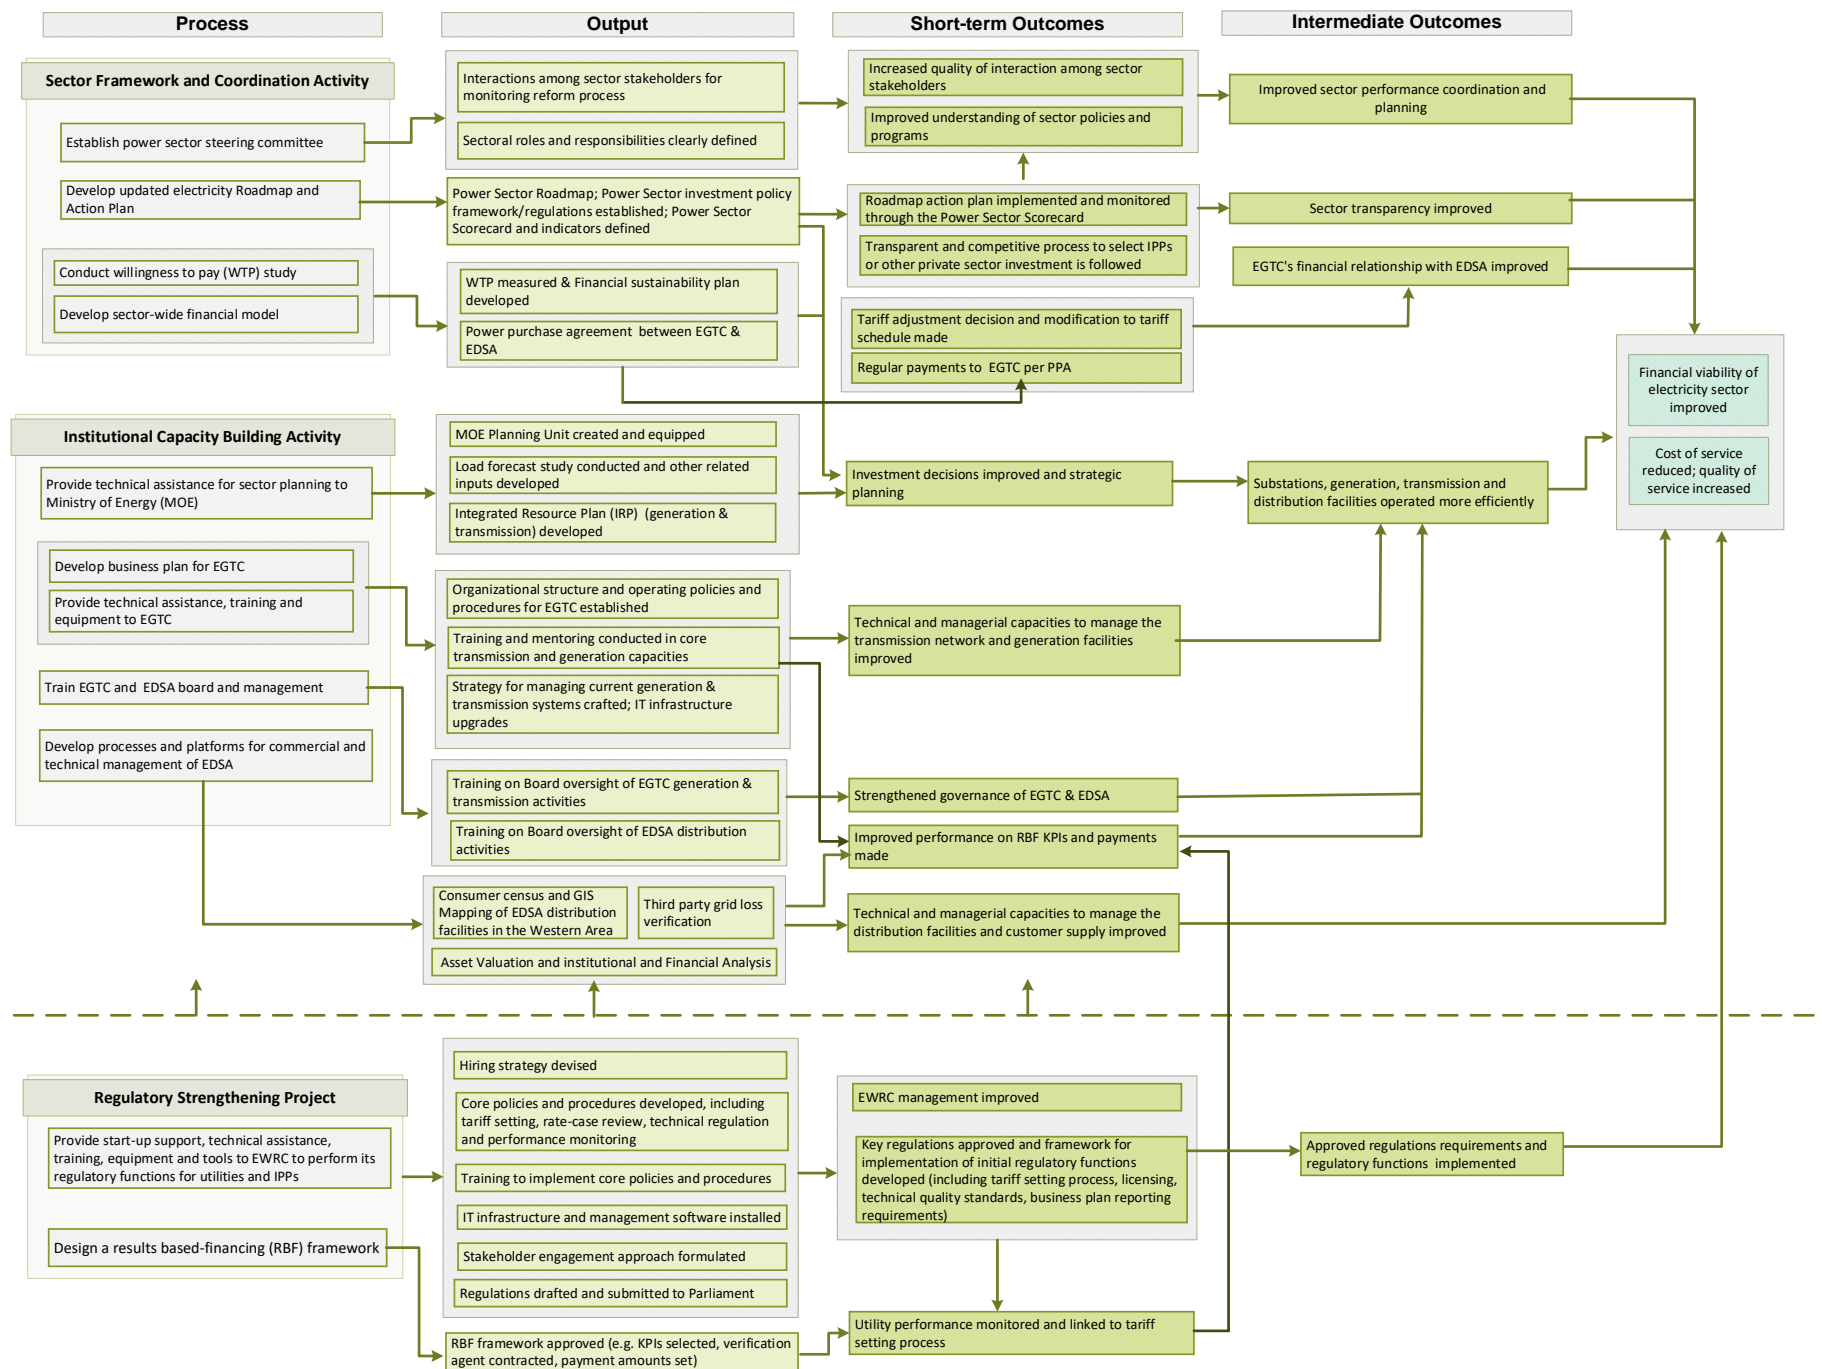 Process
Output
Short-term Outcomes
Intermediate Outcomes
Sector Framework and Coordination Activity
Establish power sector steering committee
Develop updated electricity Roadmap and
Action Plan
Conduct willingness to pay (WTP) study
Develop sector-wide financial model
Interactions among sector stakeholders for
monitoring reform process
Sectoral roles and responsibilities clearly defined
Power Sector Roadmap; Power Sector investment policy
framework/regulations established; Power Sector
Scorecard and indicators defined
WTP measured & Financial sustainability plan
developed
Power purchase agreement between EGTC &
EDSA
Increased quality of interaction among sector
stakeholders
Improved understanding of sector policies and
programs
Roadmap action plan implemented and monitored
through the Power Sector Scorecard
Transparent and competitive process to select IPPs
or other private sector investment is followed
Tariff adjustment decision and modification to tariff
schedule made
Regular payments to EGTC per PPA
Improved sector performance coordination and
planning
Sector transparency improved
EGTC's financial relationship with EDSA improved
Financial viability of
electricity sector
improved
Cost of service
reduced; quality of
service increased
Institutional Capacity Building Activity
Provide technical assistance for sector planning to
Ministry of Energy (MOE)
Develop business plan for EGTC
Provide technical assistance, training and
equipment to EGTC
Train EGTC and EDSA board and management
Develop processes and platforms for commercial and
technical management of EDSA
MOE Planning Unit created and equipped
Load forecast study conducted and other related
inputs developed
Integrated Resource Plan (IRP) (generation &
transmission) developed
Organizational structure and operating policies and
procedures for EGTC established
Training and mentoring conducted in core
transmission and generation capacities
Strategy for managing current generation &
transmission systems crafted; IT infrastructure
upgrades
Training on Board oversight of EGTC generation &
transmission activities
Training on Board oversight of EDSA distribution
activities
Consumer census and GIS
Mapping of EDSA distribution
facilities in the Western Area
Third party grid loss
verification
Asset Valuation and institutional and Financial Analysis
Investment decisions improved and strategic
planning
Technical and managerial capacities to manage the
transmission network and generation facilities
improved
Strengthened governance of EGTC & EDSA
Improved performance on RBF KPIs and payments
made
Technical and managerial capacities to manage the
distribution facilities and customer supply improved
Substations, generation, transmission and
distribution facilities operated more efficiently
Regulatory Strengthening Project
Provide start-up support, technical assistance,
training, equipment and tools to EWRC to perform its
regulatory functions for utilities and IPPs
Design a results based-financing (RBF) framework
Hiring strategy devised
Core policies and procedures developed, including
tariff setting, rate-case review, technical regulation
and performance monitoring
Training to implement core policies and procedures
IT infrastructure and management software installed
Stakeholder engagement approach formulated
Regulations drafted and submitted to Parliament
RBF framework approved (e.g. KPIs selected, verification
agent contracted, payment amounts set)
EWRC management improved
Key regulations approved and framework for
implementation of initial regulatory functions
developed (including tariff setting process, licensing,
technical quality standards, business plan reporting
requirements)
Utility performance monitored and linked to tariff
setting process
Approved regulations requirements and
regulatory functions implemented